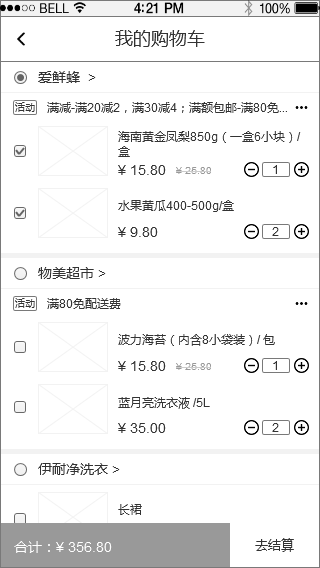 BELL 4:21 PM 100%
我的购物车
爱鲜蜂 >
活动 满减-满20减2，满30减4；满额包邮-满80免...
海南黄金凤梨850g（一盒6小块）/
盒
¥ 15.80 ¥ 25.80 1
水果黄瓜400-500g/盒
¥ 9.80 2
物美超市 >
活动 满80免配送费
波力海苔（内含8小袋装）/ 包
¥ 15.80 ¥ 25.80 1
蓝月亮洗衣液 /5L
¥ 35.00 2
伊耐净洗衣 >
长裙
合计：¥ 356.80 去结算